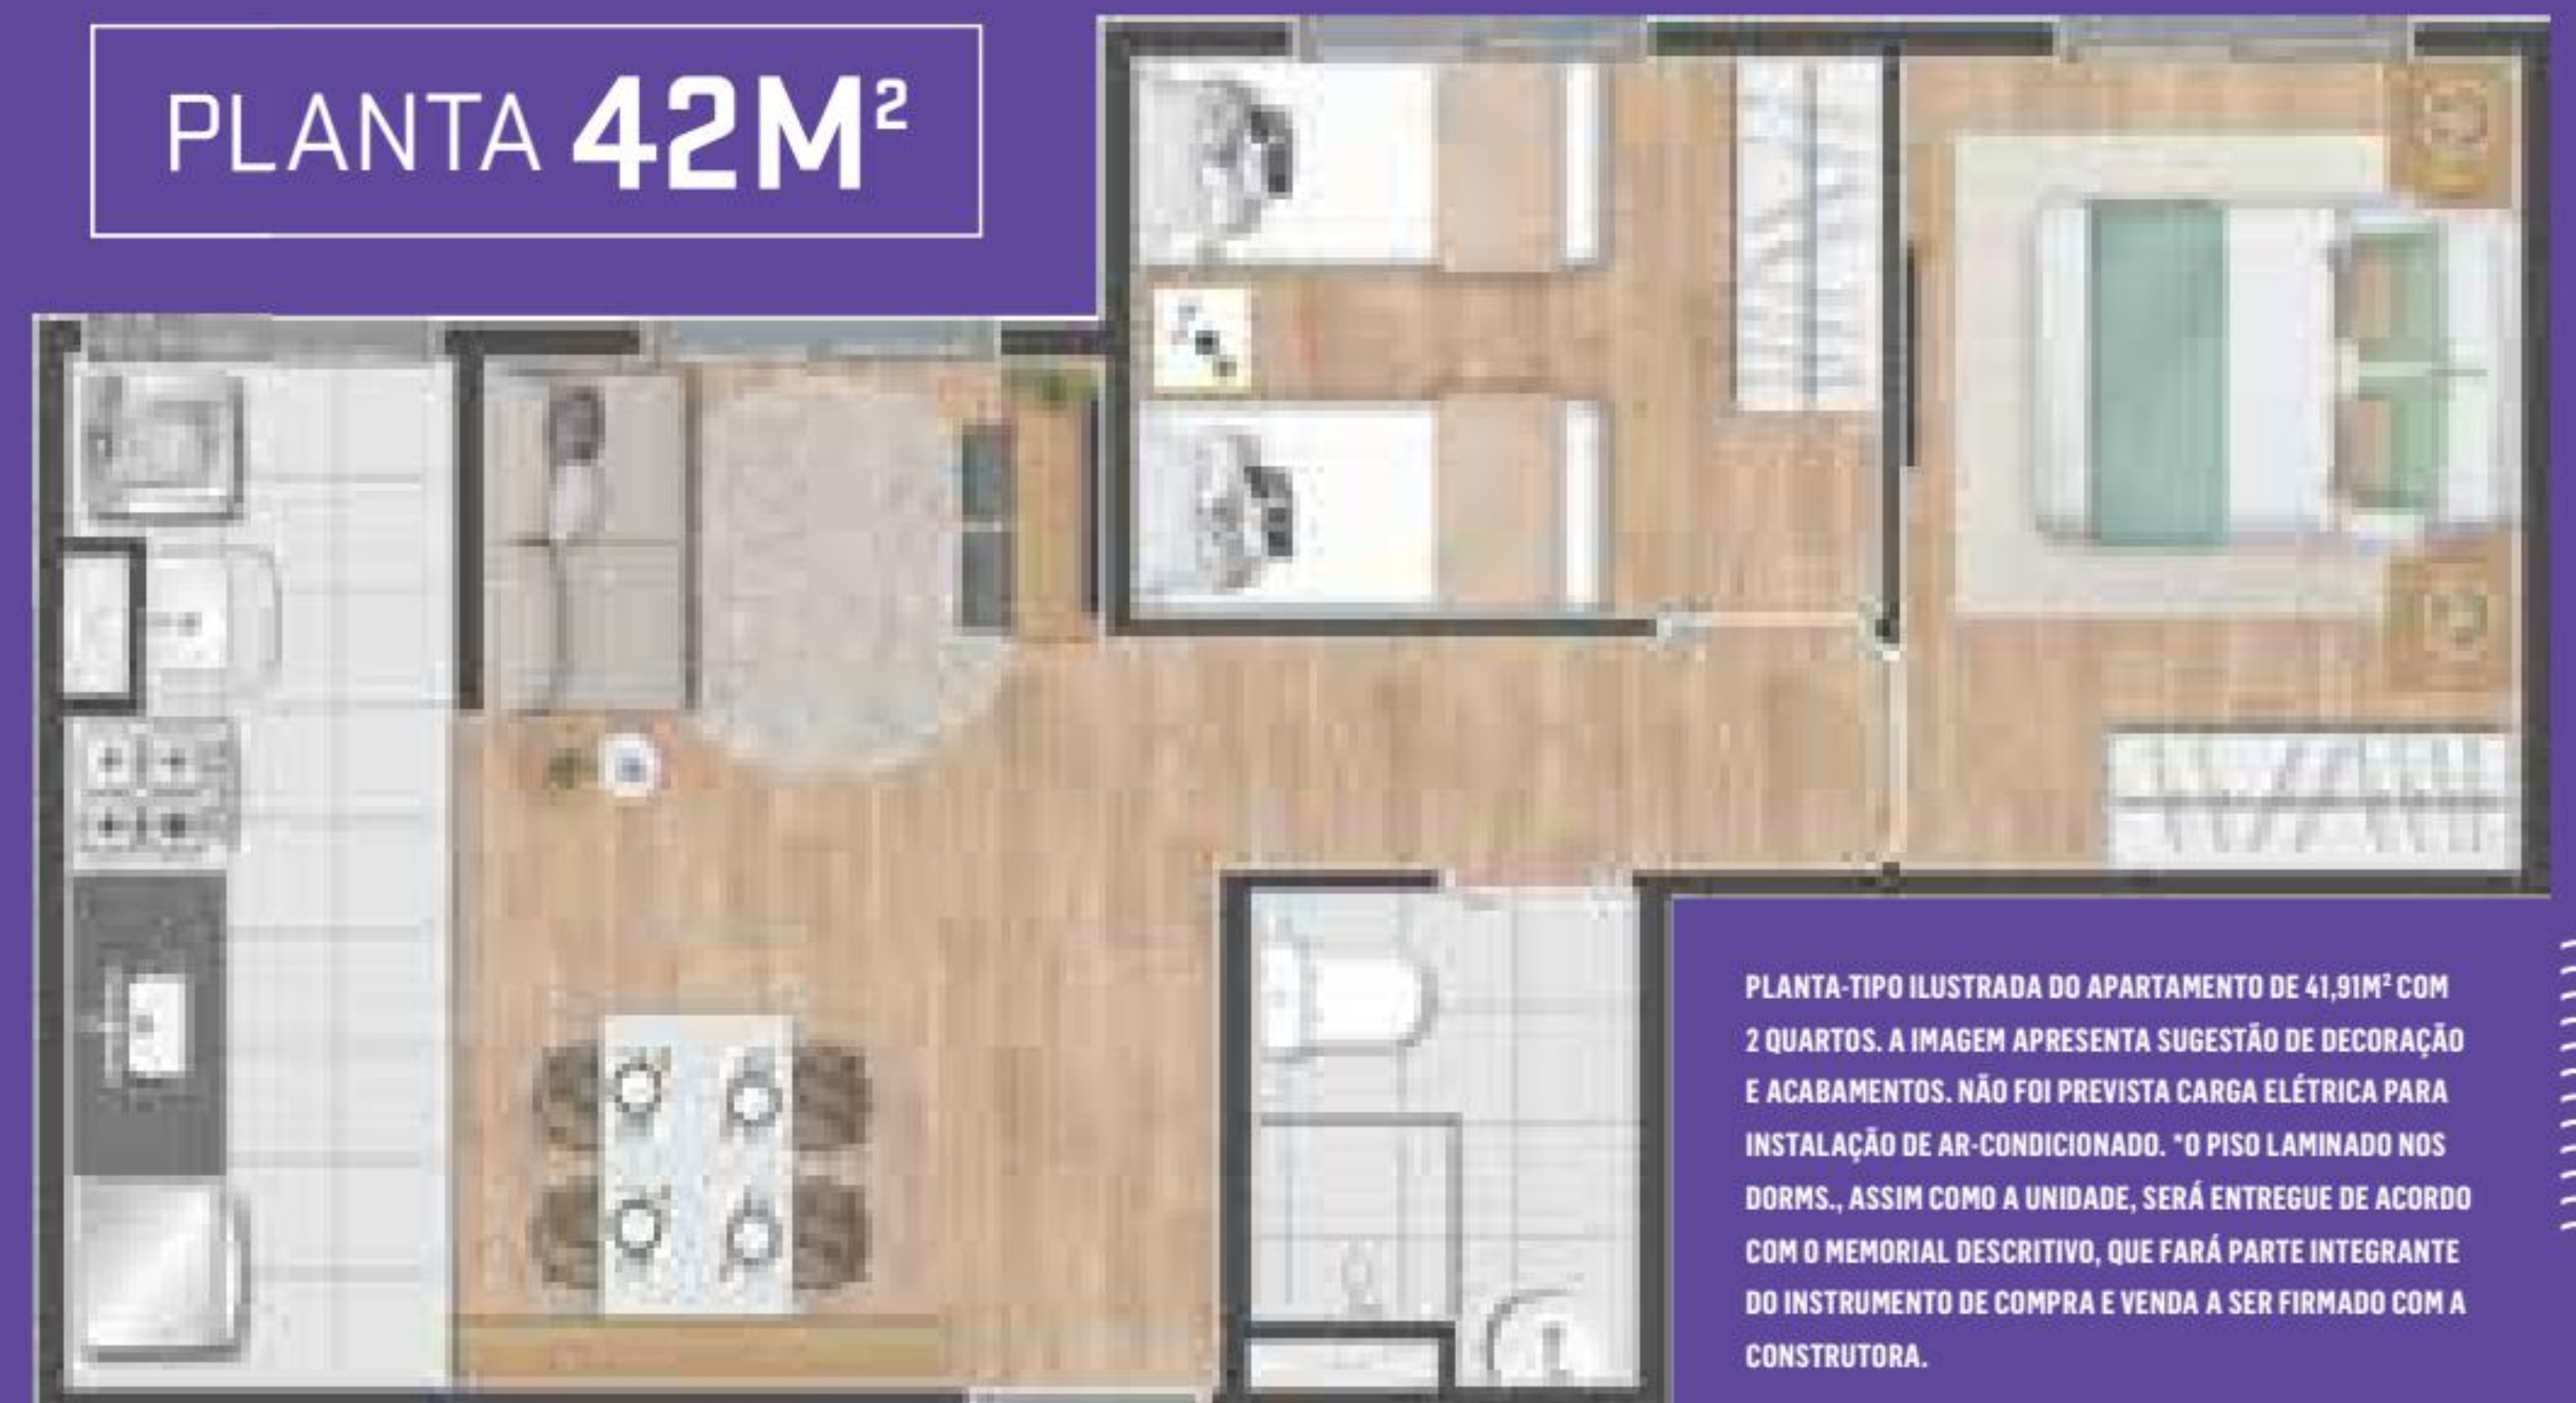 PLANTA 42M²
PLANTA-TIPO ILUSTRADA DO APARTAMENTO DE 41,91M² COM
2 QUARTOS. A IMAGEM APRESENTA SUGESTÃO DE DECORAÇÃO
E ACABAMENTOS. NÃO FOI PREVISTA CARGA ELÉTRICA PARA
INSTALAÇÃO DE AR-CONDICIONADO. *O PISO LAMINADO NOS
DORMS., ASSIM COMO A UNIDADE, SERÁ ENTREGUE DE ACORDO
COM O MEMORIAL DESCRITIVO, QUE FARÁ PARTE INTEGRANTE
DO INSTRUMENTO DE COMPRA E VENDA A SER FIRMADO COM A
CONSTRUTORA.